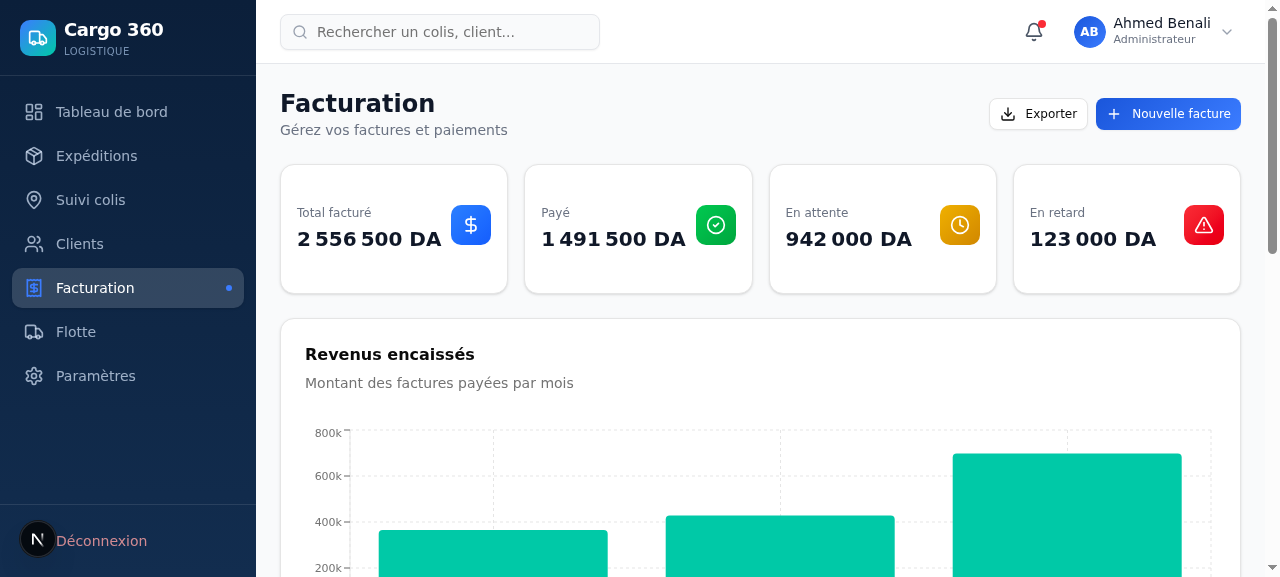 Cargo 360
LOGISTIQUE
Tableau de bord
Expéditions
Suivi colis
Clients
Facturation
Flotte
Paramètres
N
Déconnexion
Rechercher un colis, client...
AB
Ahmed Benali
Administrateur
Facturation
Gérez vos factures et paiements
Exporter
Nouvelle facture
Total facturé
2 556 500 DA
Payé
1 491 500 DA
En attente
942 000 DA
En retard
123 000 DA
Revenus encaissés
Montant des factures payées par mois
800k
600k
400k
200k